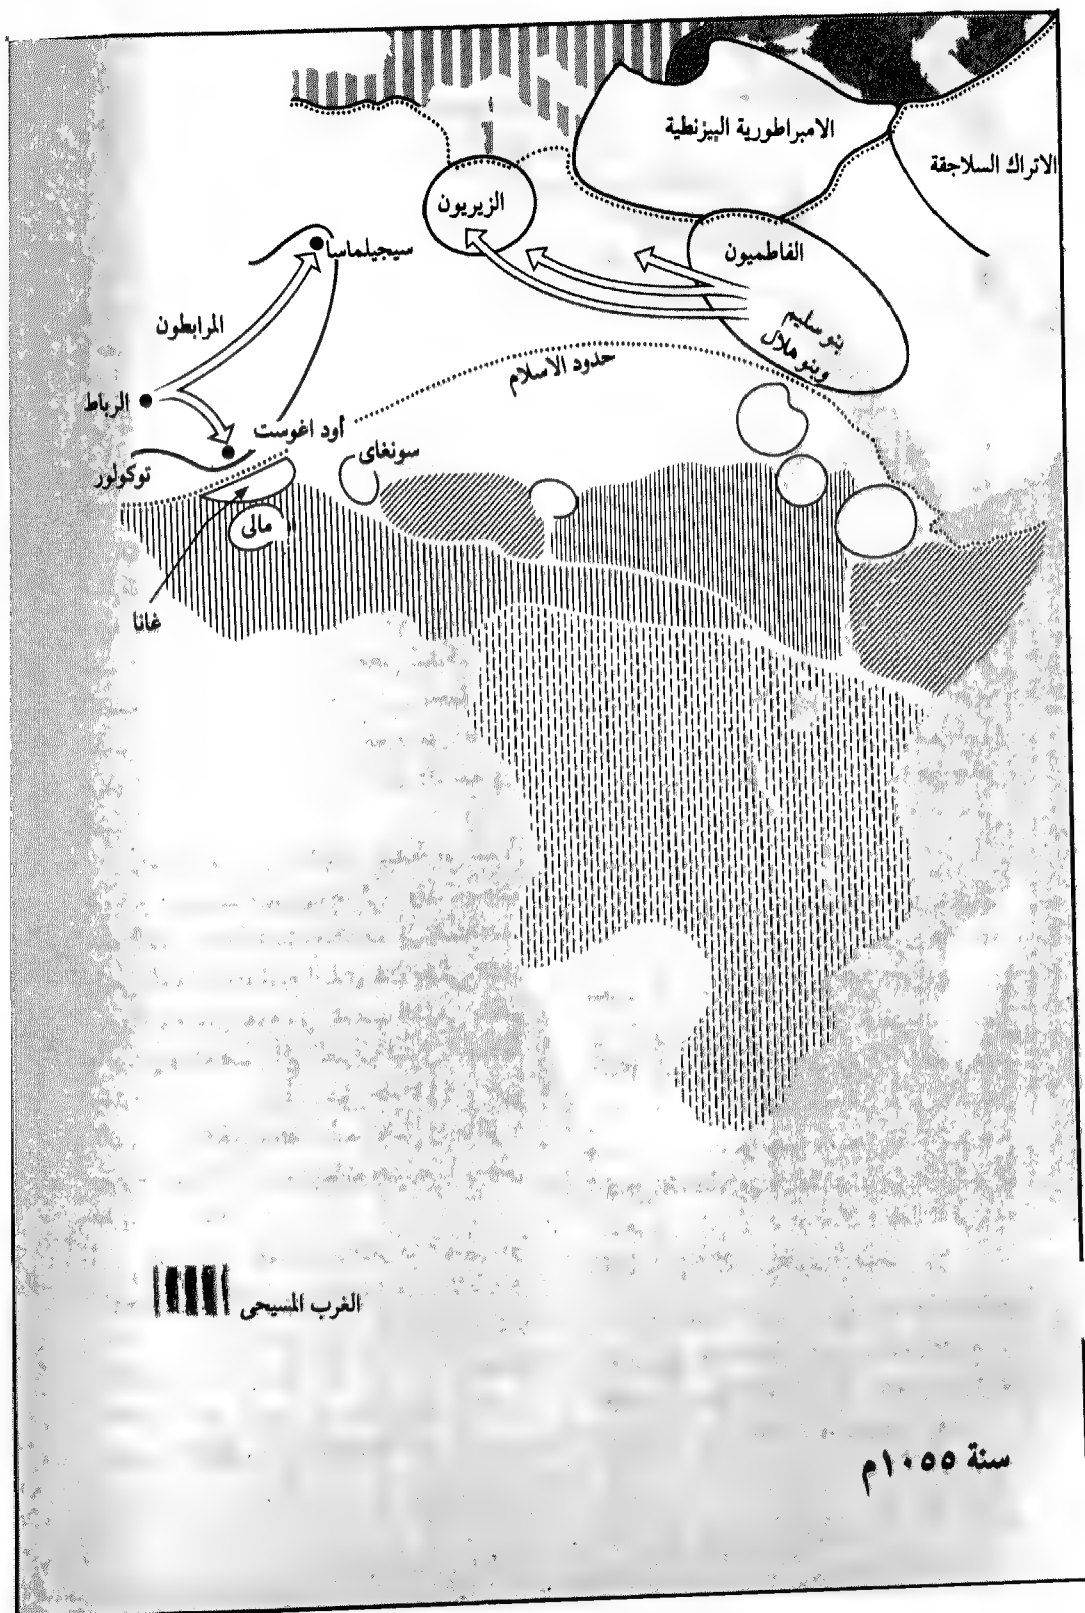 الامبراطورية البيزنطية
الاتراك السلاجقة
الزيريون
الفاطميون
سيجيلماسا
بنو سليم
وبنو هلال
المرابطون
حدود الاسلام
الرباط
أود اغوست
سونغاى
توكولور
مالى
غانا
الغرب المسيحى
سنة ١٠٥٥م